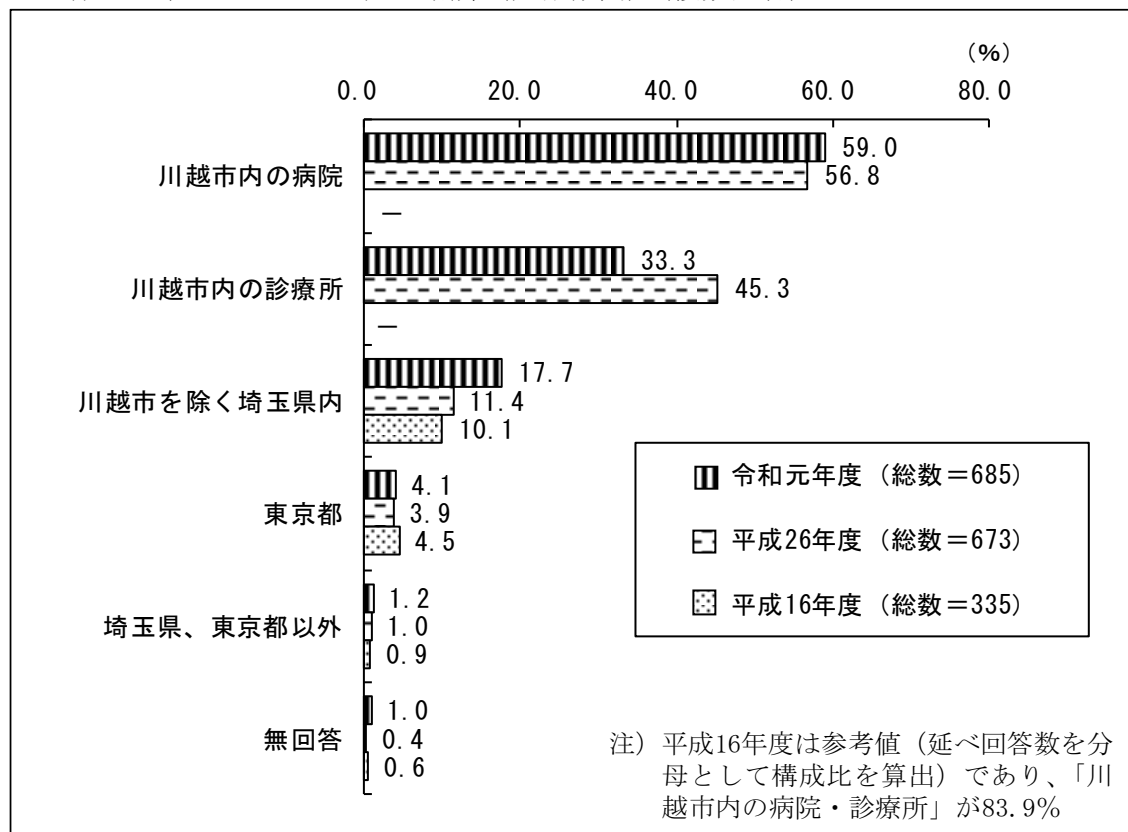 (%)
0.0 20.0 40.0 60.0 80.0
川越市内の病院
59.0
56.8
－
川越市内の診療所
33.3
45.3
－
川越市を除く埼玉県内
17.7
11.4
10.1
東京都
4.1
3.9
4.5
埼玉県、東京都以外
1.2
1.0
0.9
無回答
1.0
0.4
0.6
令和元年度（総数＝685）
平成26年度（総数＝673）
平成16年度（総数＝335）
注）平成16年度は参考値（延べ回答数を分
母として構成比を算出）であり、「川
越市内の病院・診療所」が83.9％